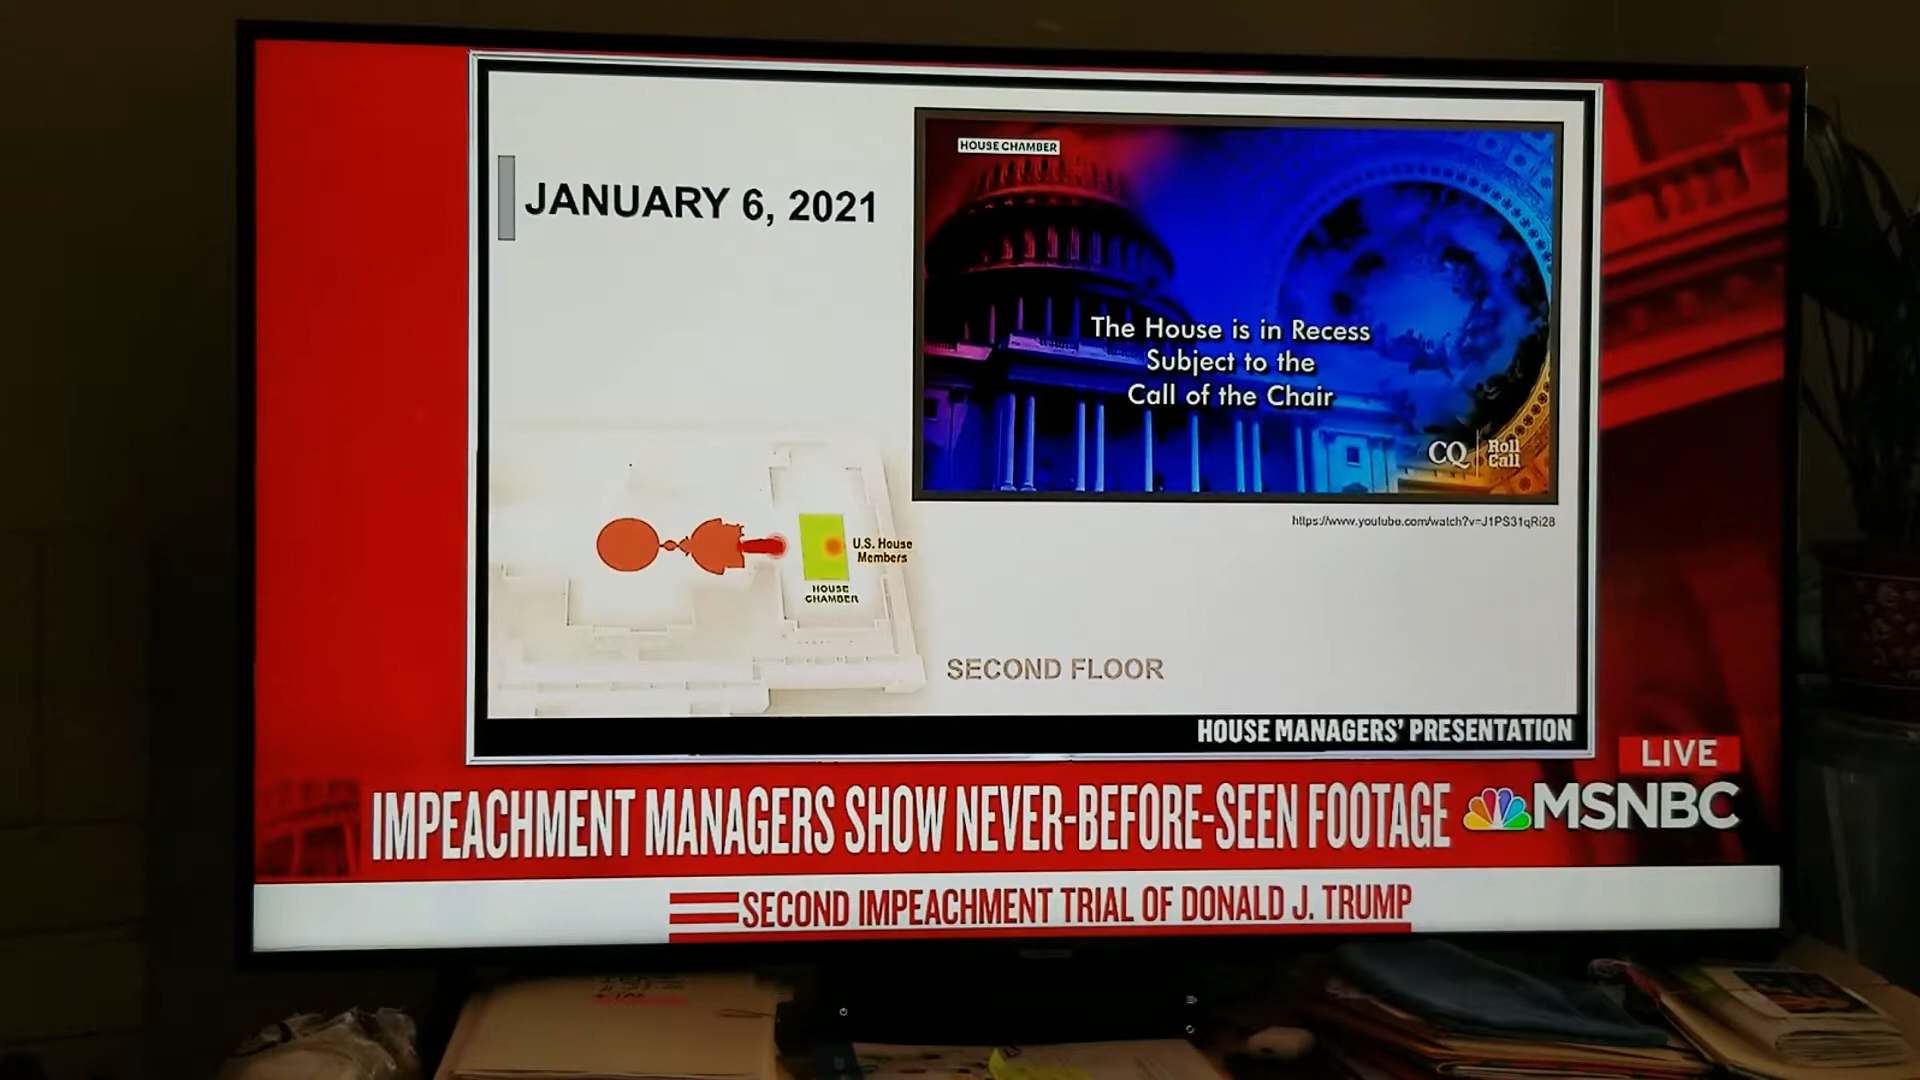 HOUSE CHAMBER
JANUARY 6, 2021
The House is in Recess
Subject to the
Call of the Chair
CQ
Roll
Call
https://www.youtube.com/watch?v=J1PS31qRi28
U.S. House
Members
HOUSE
CHAMBER
SECOND FLOOR
HOUSE MANAGERS' PRESENTATION
LIVE
IMPEACHMENT MANAGERS SHOW NEVER-BEFORE-SEEN FOOTAGE
MSNBC
SECOND IMPEACHMENT TRIAL OF DONALD J. TRUMP